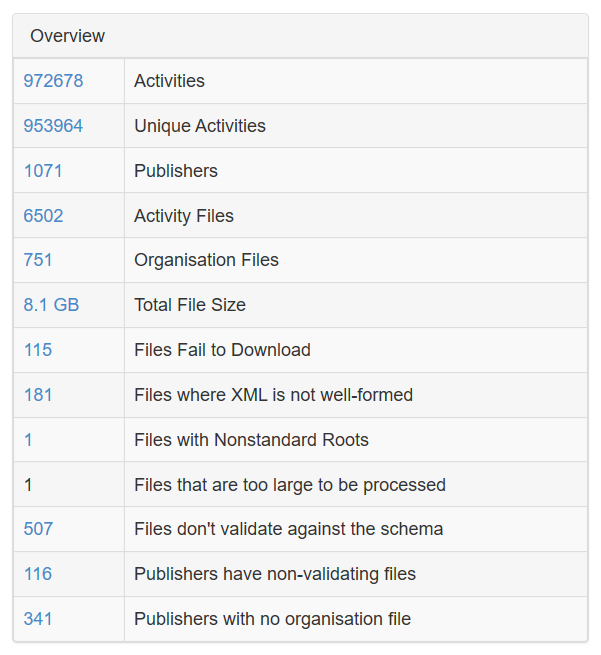 Overview
972678 Activities
953964 Unique Activities
1071 Publishers
6502 Activity Files
751 Organisation Files
8.1 GB Total File Size
115 Files Fail to Download
181 Files where XML is not well-formed
1 Files with Nonstandard Roots
1 Files that are too large to be processed
507 Files don't validate against the schema
116 Publishers have non-validating files
341 Publishers with no organisation file